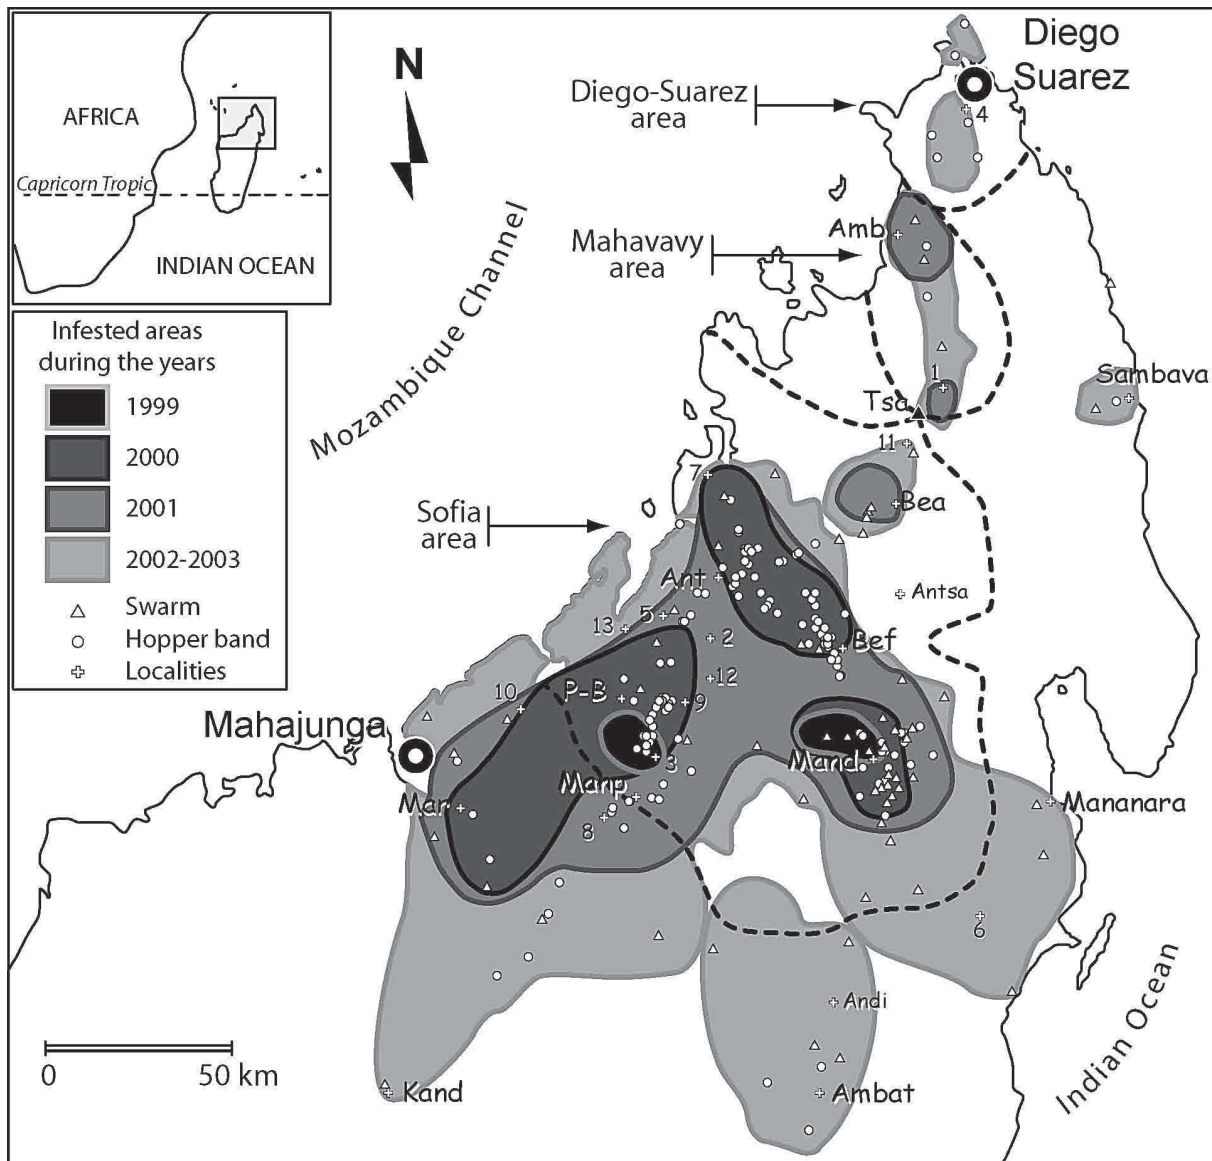 AFRICA
Capricorn Tropic
INDIAN OCEAN
N
Mozambique Channel
Diego
Suarez
Diego-Suarez
area
4
Amb
Mahavavy
area
1
Tsa
Sambava
11
Bea
7
Sofia
area
Ant
Antsa
5
13
2
Bef
12
P-B
9
10
Mahajunga
3
Mand
Manp
Mar
8
Mananara
6
Andi
Ambat
Kand
Indian Ocean
Infested areas
during the years
1999
2000
2001
2002-2003
Swarm
Hopper band
Localities
0 50 km